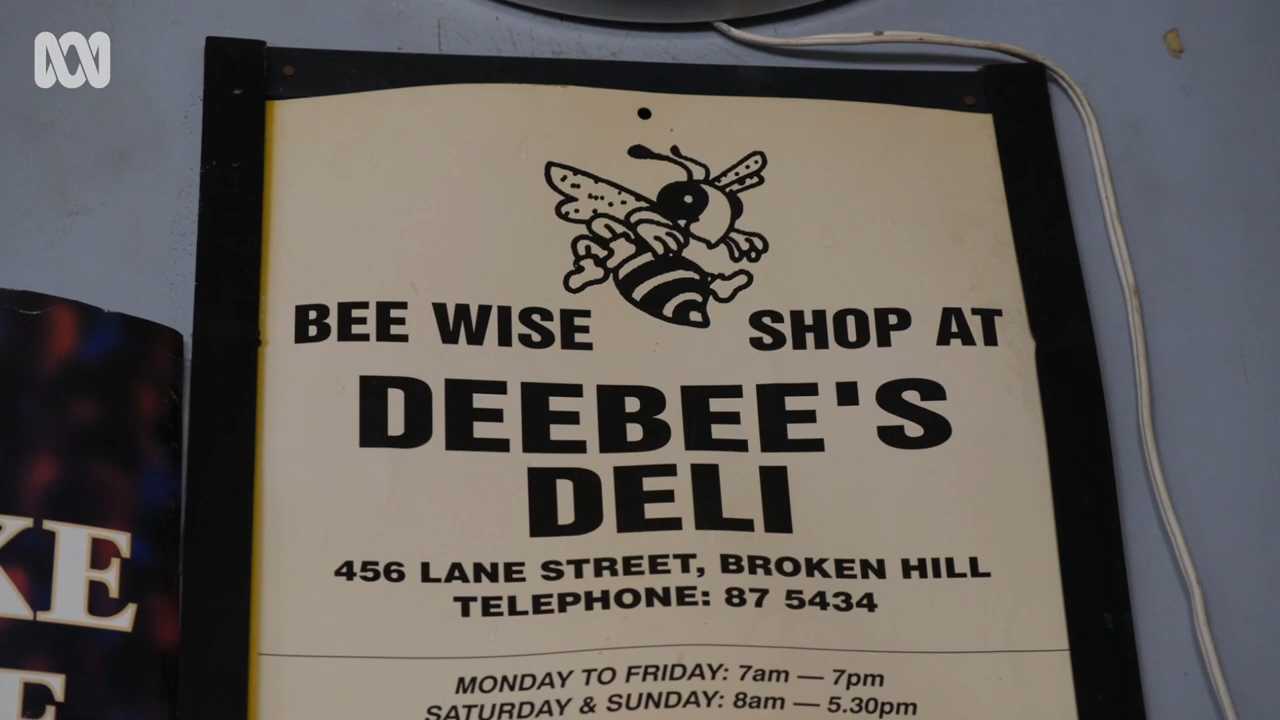 BEE WISE SHOP AT
DEEBEE'S
DELI
456 LANE STREET, BROKEN HILL
TELEPHONE: 87 5434
MONDAY TO FRIDAY: 7am — 7pm
SATURDAY & SUNDAY: 8am — 5.30pm
KE
E